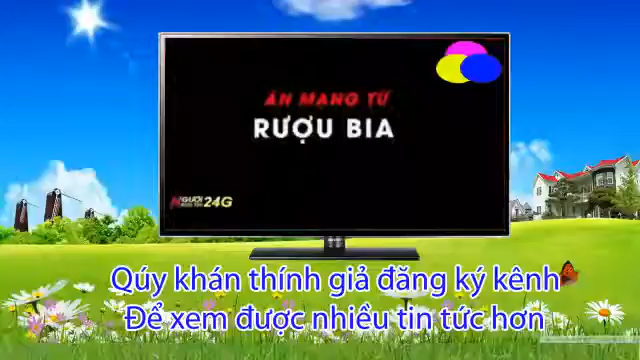 ÁN MẠNG TỪ
RƯỢU BIA
NGƯỜI
24G
Qúy khán thính giả đăng ký kênh
Để xem được nhiều tin tức hơn